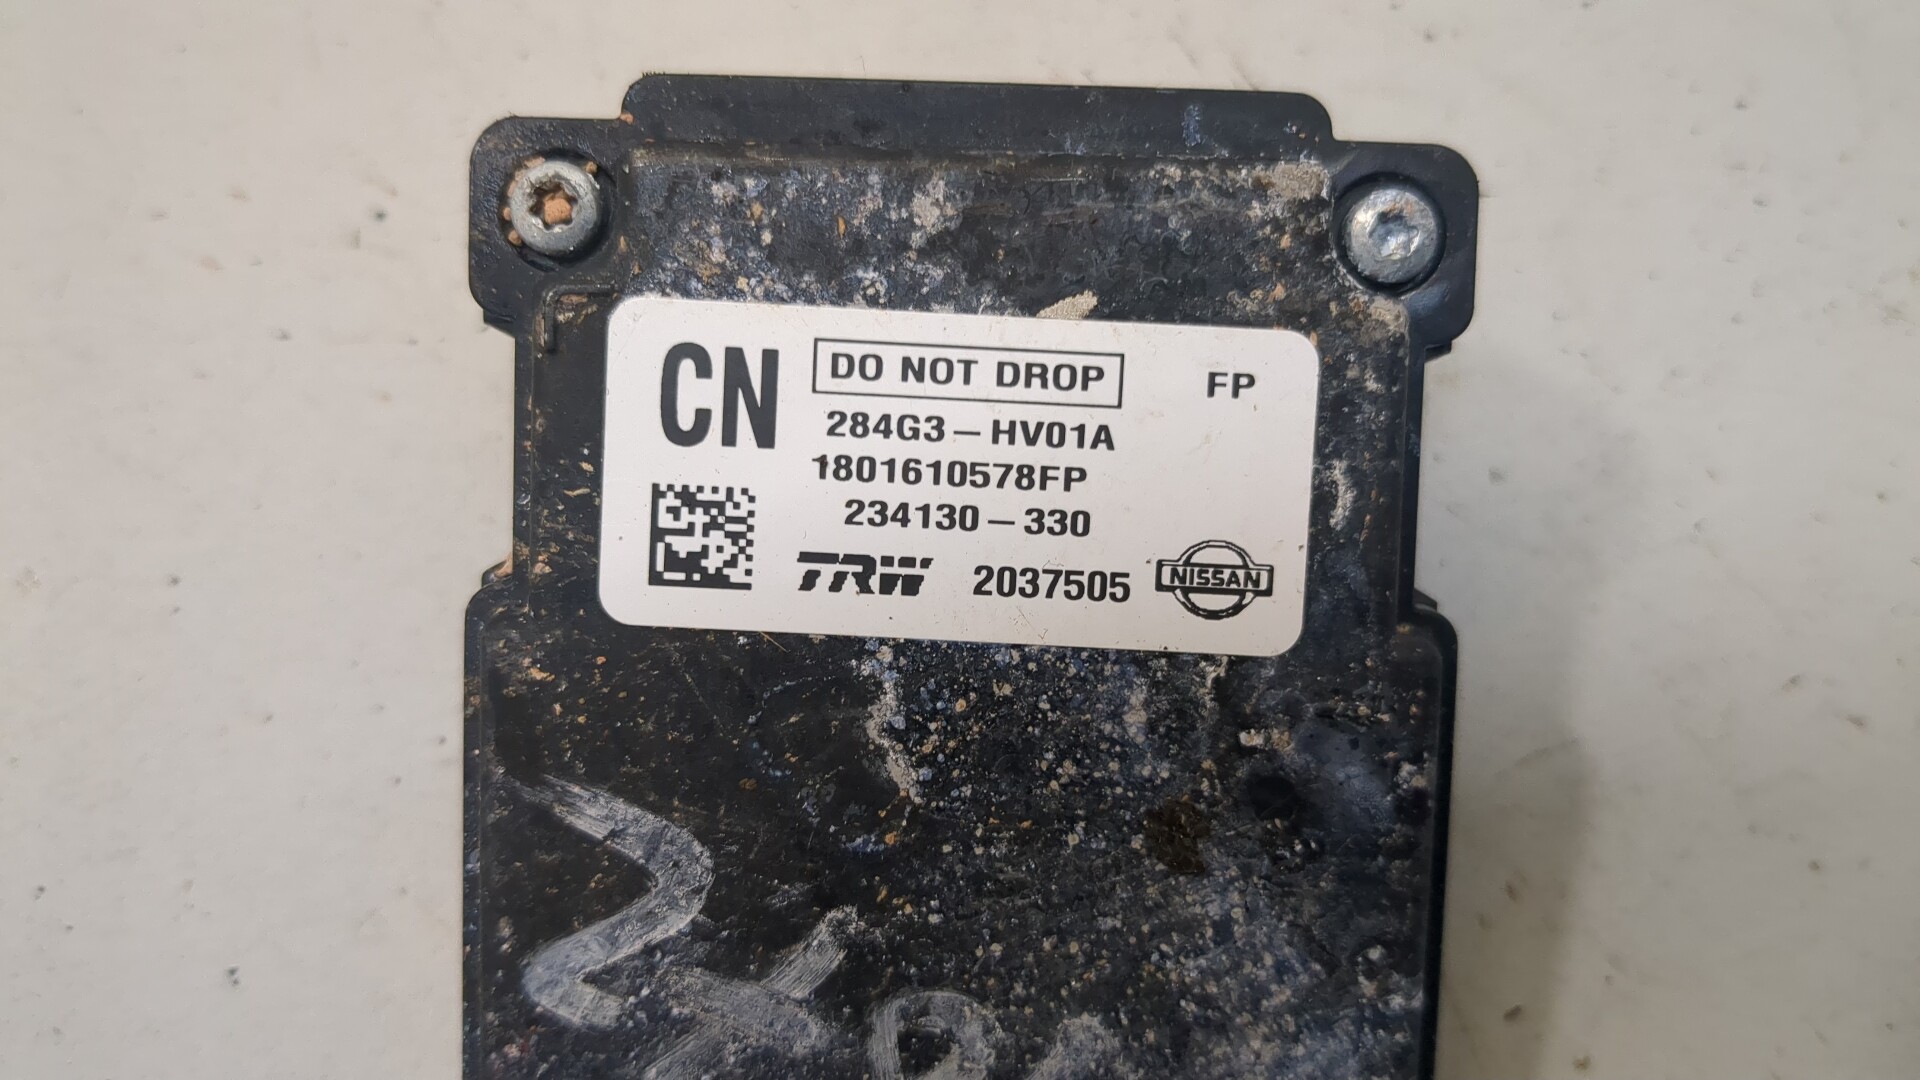 CN
DO NOT DROP
FP
284G3-HV01A
1801610578FP
234130-330
TRW 2037505 NISSAN